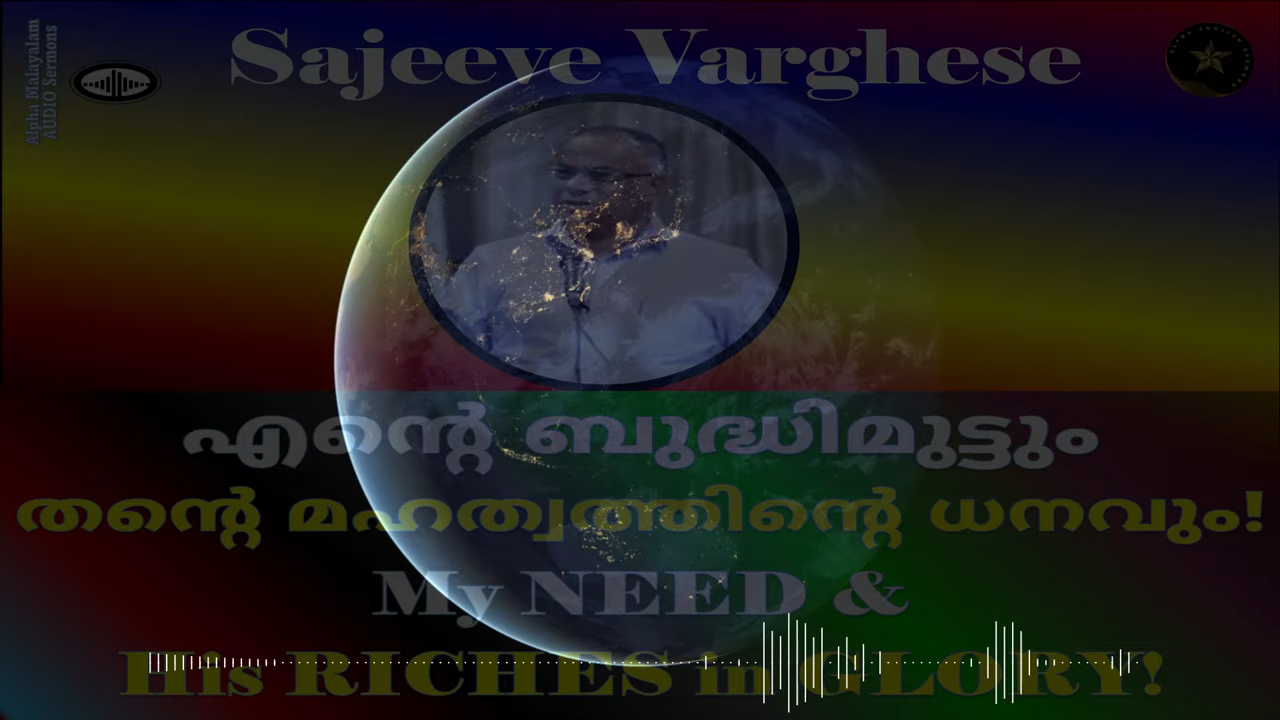 Alpha Malayalam
AUDIO Sermons
Sajeeve Varghese
എന്റെ ബുദ്ധിമുട്ടും
തന്റെ മഹത്വത്തിന്റെ ധനവും!
My NEED &
His RICHES in GLORY!